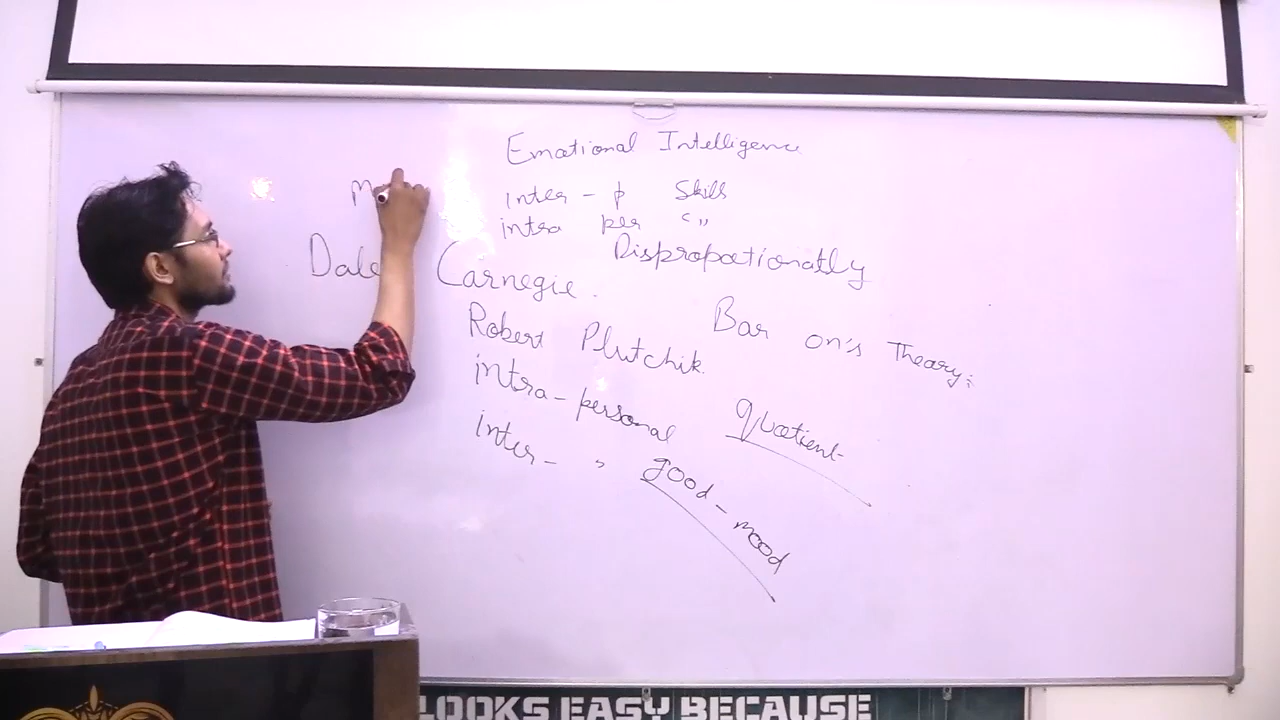 Emotional Intelligence
M
inter - p Skills
intra per "
Disproportionatly
Dale Carnegie.
Bar on's Theory:
Robert Plutchik.
intra - personal
quotient
inter - "
good - mood
LOOKS EASY BECAUSE